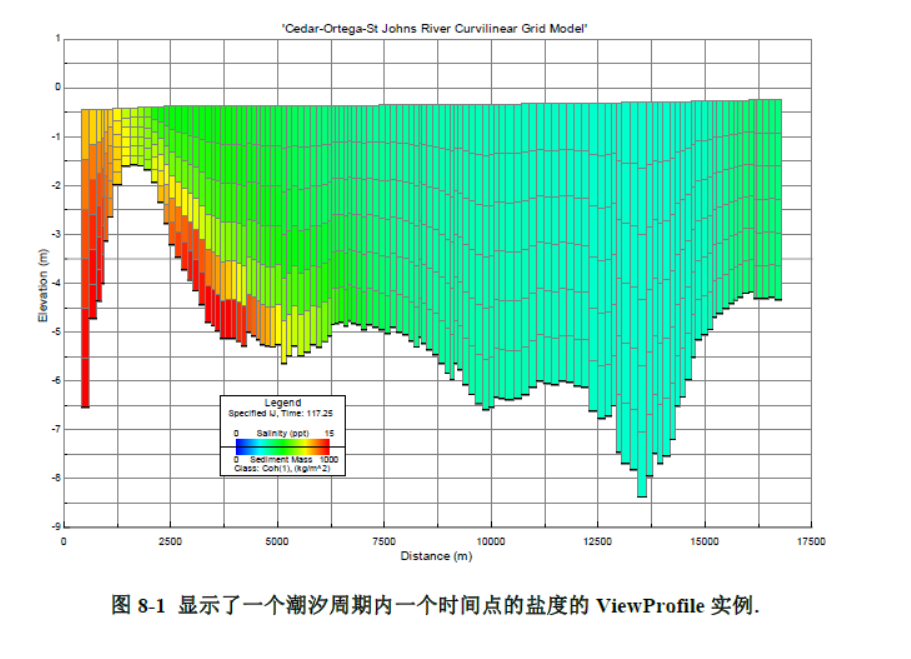 'Cedar-Ortega-St Johns River Curvilinear Grid Model'
1
0
-1
-2
-3
-4
-5
-6
-7
-8
-9
Elevation (m)
Legend
Specified IJ, Time: 117.25
0 Salinity (ppt) 15
0 Sediment Mass 1000
Class: Coh(1), (kg/m^2)
0 2500 5000 7500 10000 12500 15000 17500
Distance (m)
图 8-1 显示了一个潮汐周期内一个时间点的盐度的 ViewProfile 实例.